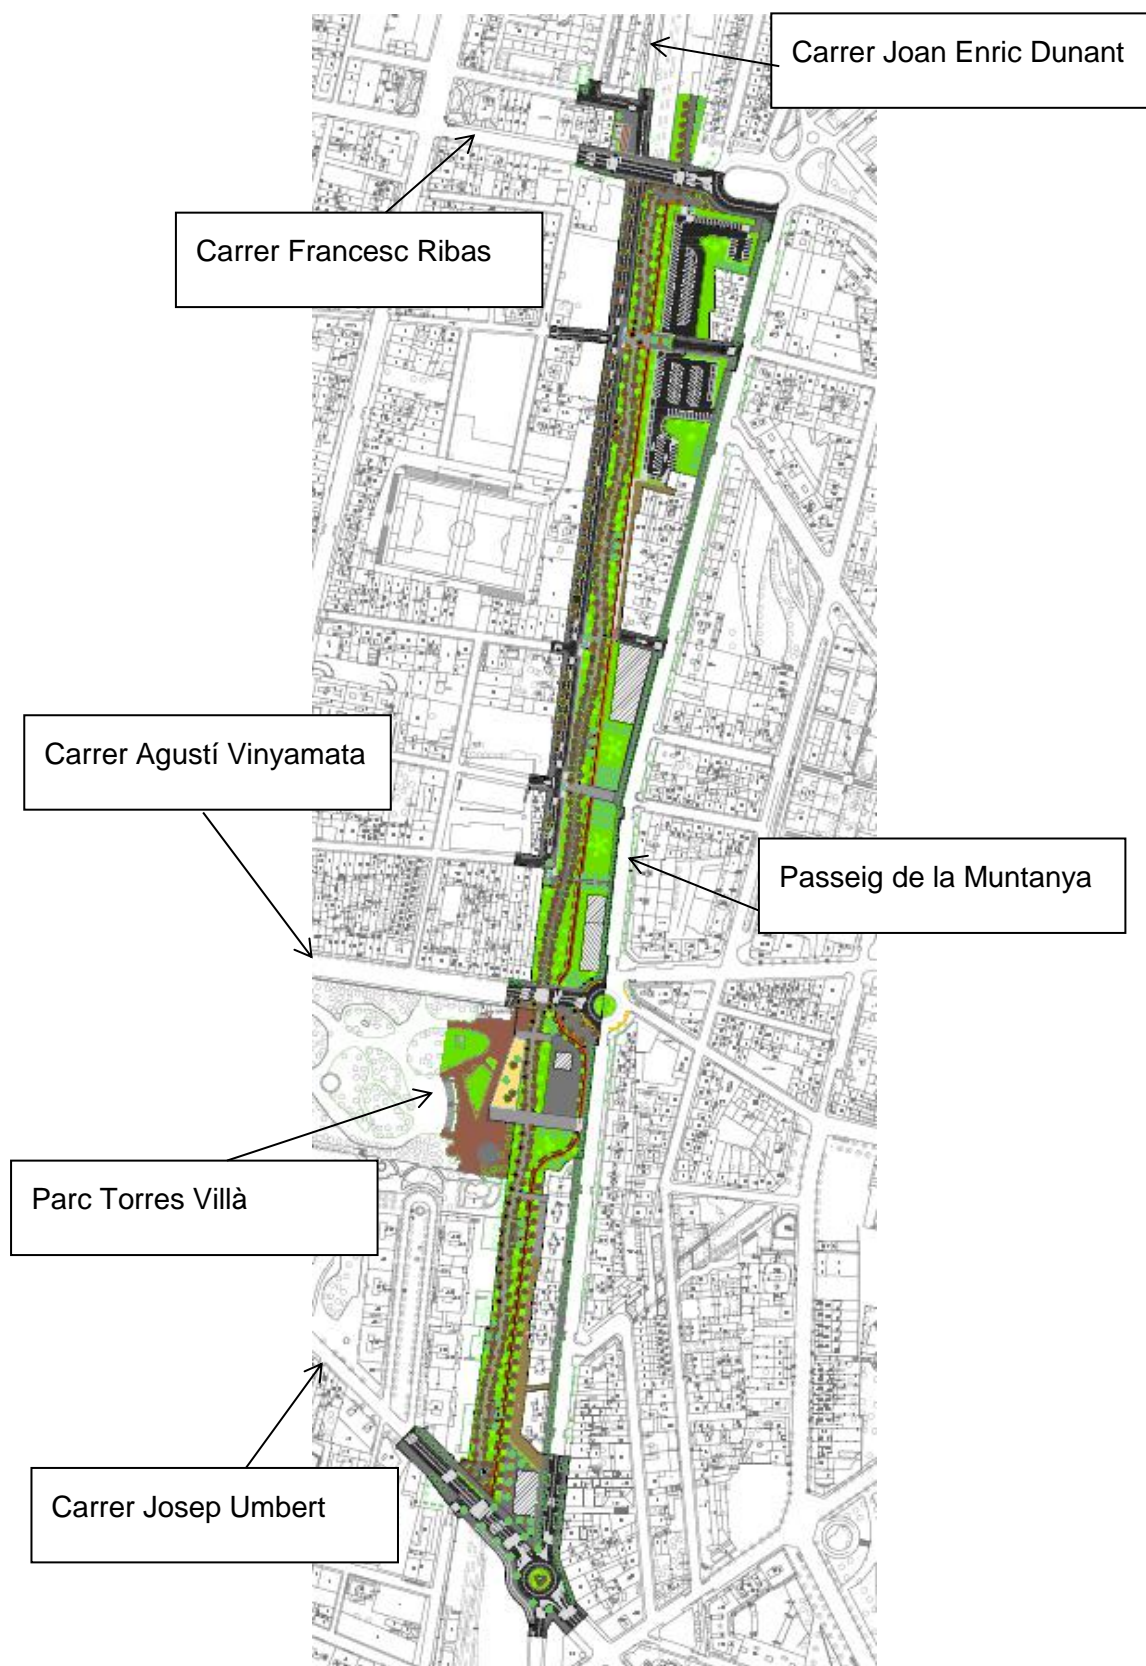 Carrer Joan Enric Dunant
Carrer Francesc Ribas
Carrer Agustí Vinyamata
Passeig de la Muntanya
Parc Torres Villà
Carrer Josep Umbert